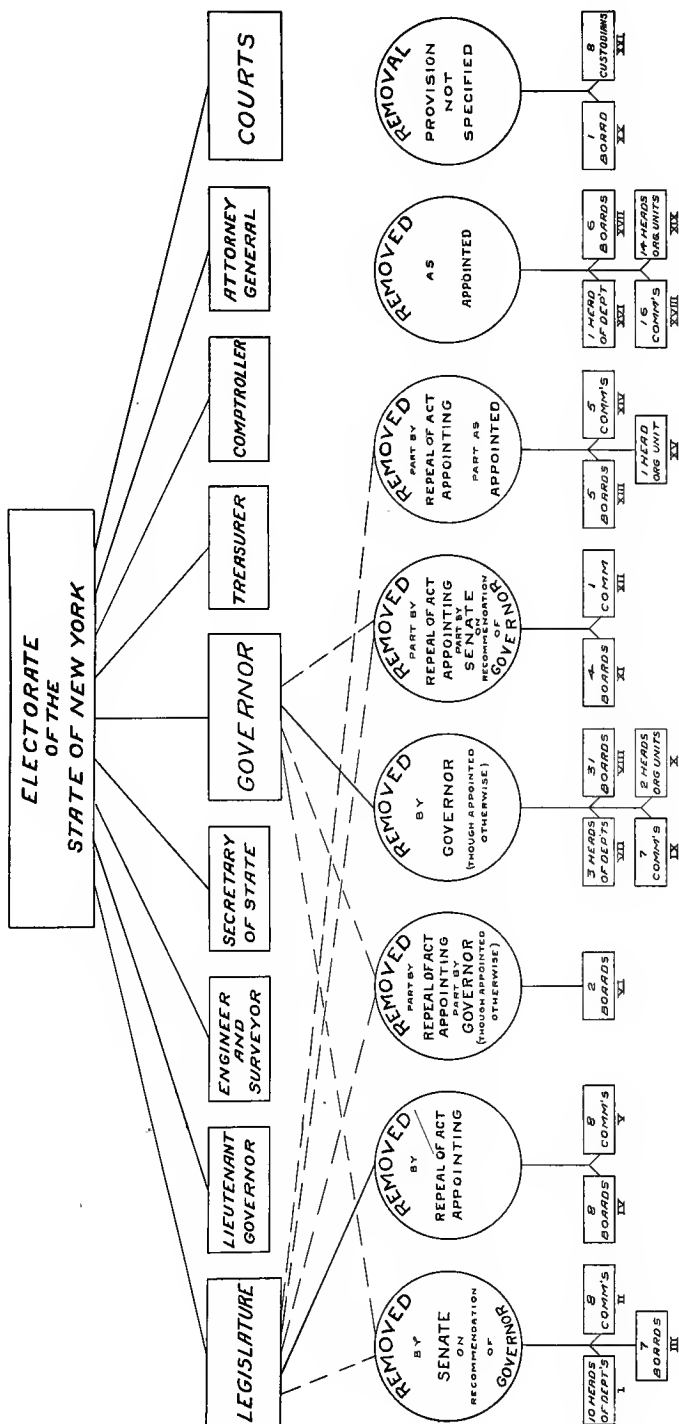 ELECTORATE
OF THE
STATE OF NEW YORK
LEGISLATURE
LIEUTENANT
GOVERNOR
ENGINEER
AND
SURVEYOR
SECRETARY
OF STATE
GOVERNOR
TREASURER
COMPTROLLER
ATTORNEY
GENERAL
COURTS
REMOVED
BY
SENATE
ON
RECOMMENDATION
OF
GOVERNOR
REMOVED
BY
REPEAL OF ACT
APPOINTING
REMOVED
PART BY
REPEAL OF ACT
APPOINTING
PART BY
GOVERNOR
(THOUGH APPOINTED
OTHERWISE)
REMOVED
BY
GOVERNOR
(THOUGH APPOINTED
OTHERWISE)
REMOVED
PART BY
REPEAL OF ACT
APPOINTING
PART BY
SENATE
ON
RECOMMENDATION
OF
GOVERNOR
REMOVED
PART BY
REPEAL OF ACT
APPOINTING
PART AS
APPOINTED
REMOVED
AS
APPOINTED
REMOVAL
PROVISION
NOT
SPECIFIED
10 HEADS
OF DEP'TS
I
8
COMM'S
II
7
BOARDS
III
8
BOARDS
IV
8
COMM'S
V
2
BOARDS
VI
3 HEADS
OF DEP'TS
VII
31
BOARDS
VIII
7
COMM'S
IX
2 HEADS
ORG UNITS
X
4
BOARDS
XI
1
COMM
XII
5
BOARDS
XIII
5
COMM'S
XIV
1 HEAD
ORG UNIT
XV
1 HEAD
OF DEP'T
XVI
6
BOARDS
XVII
16
COMM'S
XVIII
14 HEADS
ORG UNITS
XIX
1
BOARD
XX
8
CUSTODIANS
XXI